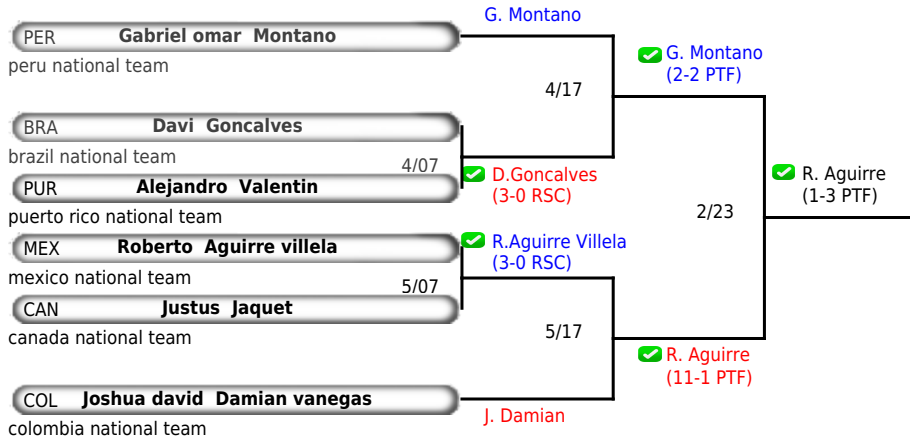 G. Montano
PER Gabriel omar Montano
peru national team
G. Montano
(2-2 PTF)
4/17
BRA Davi Goncalves
brazil national team
4/07
D.Goncalves
(3-0 RSC)
PUR Alejandro Valentin
puerto rico national team
R. Aguirre
(1-3 PTF)
2/23
MEX Roberto Aguirre villela
mexico national team
R.Aguirre Villela
(3-0 RSC)
5/07
CAN Justus Jaquet
canada national team
5/17
R. Aguirre
(11-1 PTF)
COL Joshua david Damian vanegas
colombia national team
J. Damian